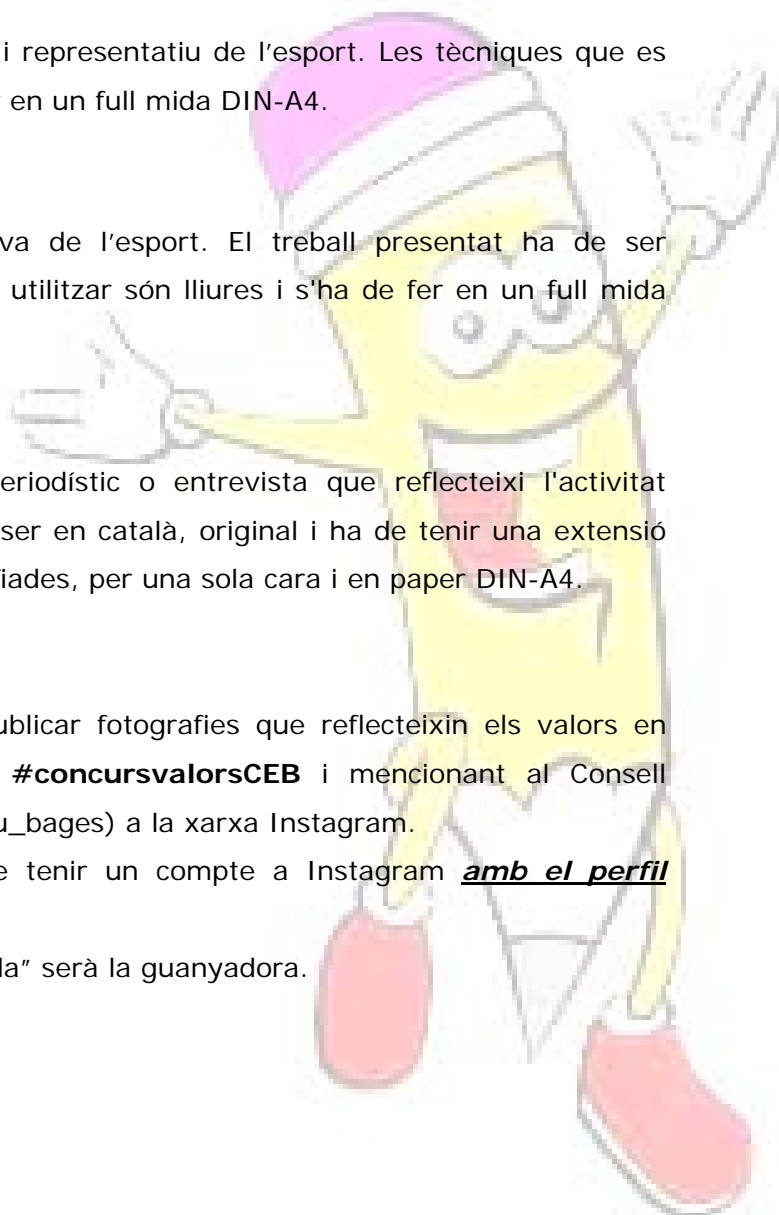 i representatiu de l'esport. Les tècniques que es
en un full mida DIN-A4.
va de l'esport. El treball presentat ha de ser
utilitzar són lliures i s'ha de fer en un full mida
eriodístic o entrevista que reflecteixi l'activitat
ser en català, original i ha de tenir una extensió
fiades, per una sola cara i en paper DIN-A4.
ublicar fotografies que reflecteixin els valors en
#concursvalorsCEB i mencionant al Consell
u_bages) a la xarxa Instagram.
e tenir un compte a Instagram amb el perfil
da" serà la guanyadora.